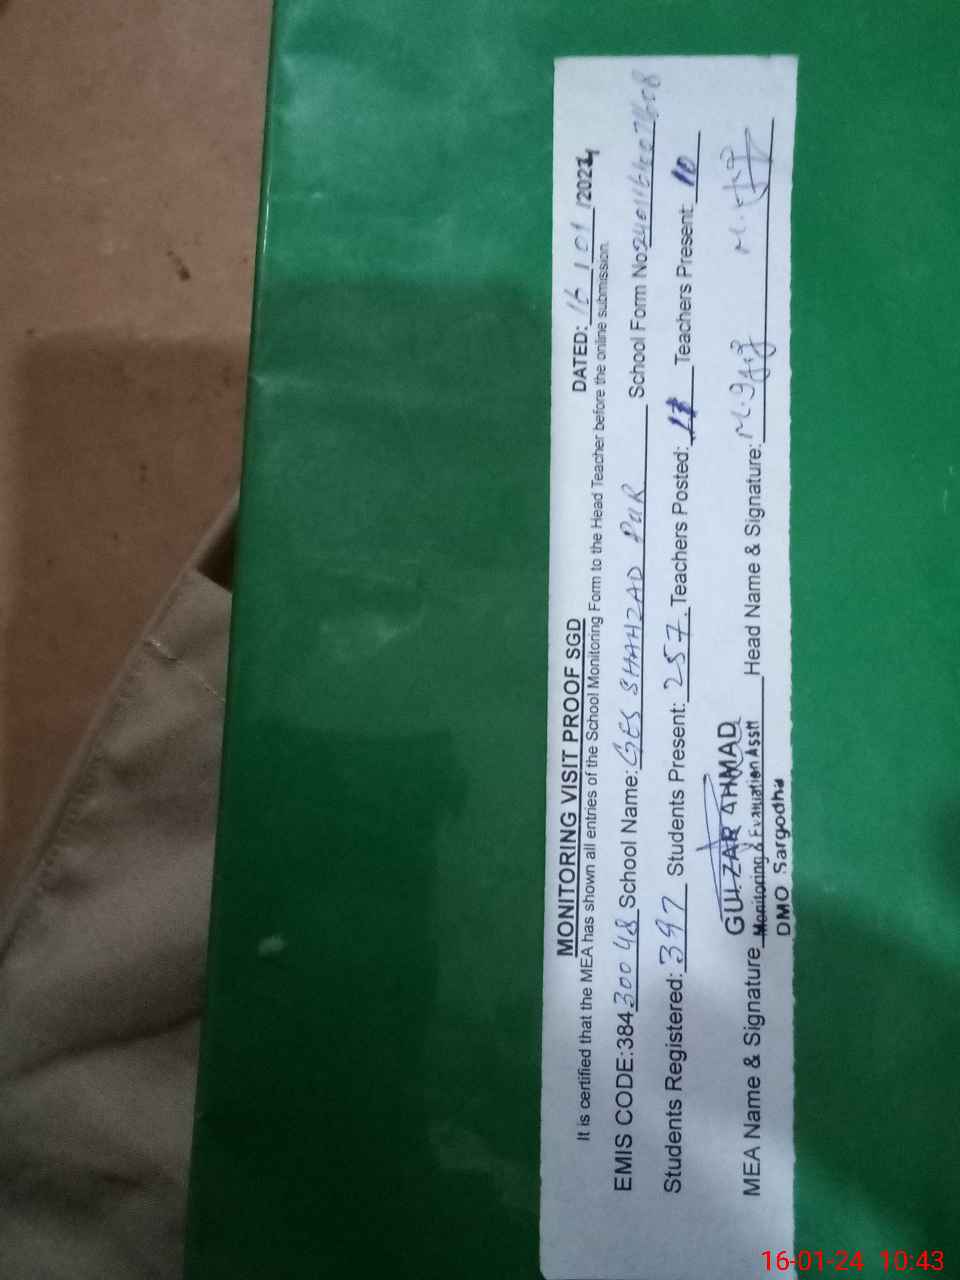 MONITORING VISIT PROOF SGD
DATED: 16 / 01 /2024
It is certified that the MEA has shown all entries of the School Monitoring Form to the Head Teacher before the online submission.
EMIS CODE:384 300 48 School Name: GES SHAHZAD PUR School Form No:
Students Registered: 397 Students Present: 257. Teachers Posted: Teachers Present: 10
GULZAR AHMAD
MEA Name & Signature Monitoring & Evaluation Asstt Head Name & Signature:
DMO Sargodha
16-01-24 10:43